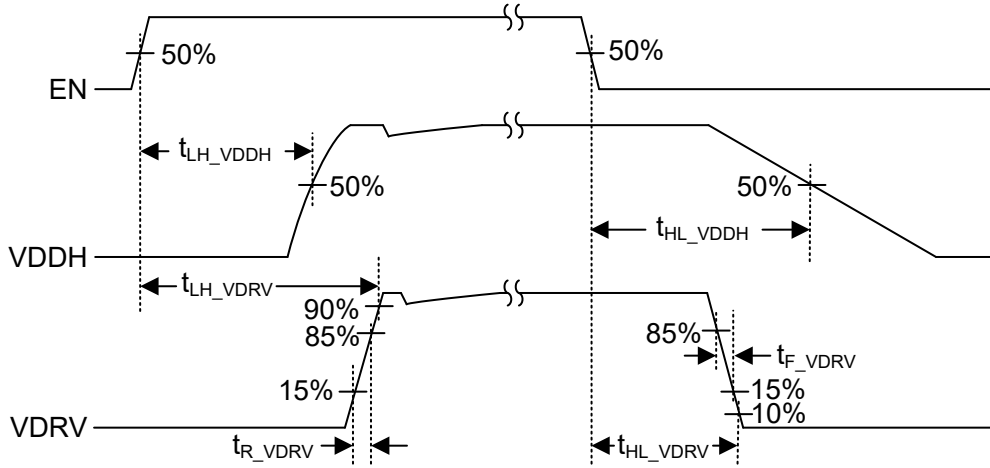 50%
50%
EN
tLH_VDDH
50%
50%
tHL_VDDH
VDDH
tLH_VDRV
90%
85%
85%
tF_VDRV
15%
15%
10%
VDRV
tR_VDRV
tHL_VDRV